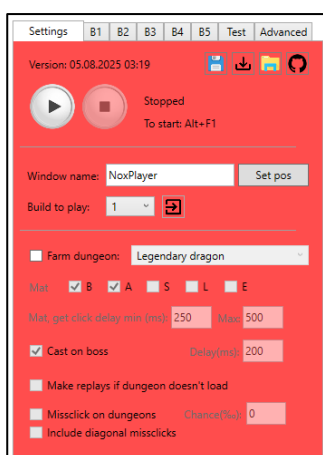 Settings B1 B2 B3 B4 B5 Test Advanced
Version: 05.08.2025 03:19
Stopped
To start: Alt+F1
Window name: NoxPlayer Set pos
Build to play: 1
Farm dungeon: Legendary dragon
Mat B A S L E
Mat, get click delay min (ms): 250 Max: 500
Cast on boss Delay(ms): 200
Make replays if dungeon doesn't load
Missclick on dungeons Chance(‰): 0
Include diagonal missclicks